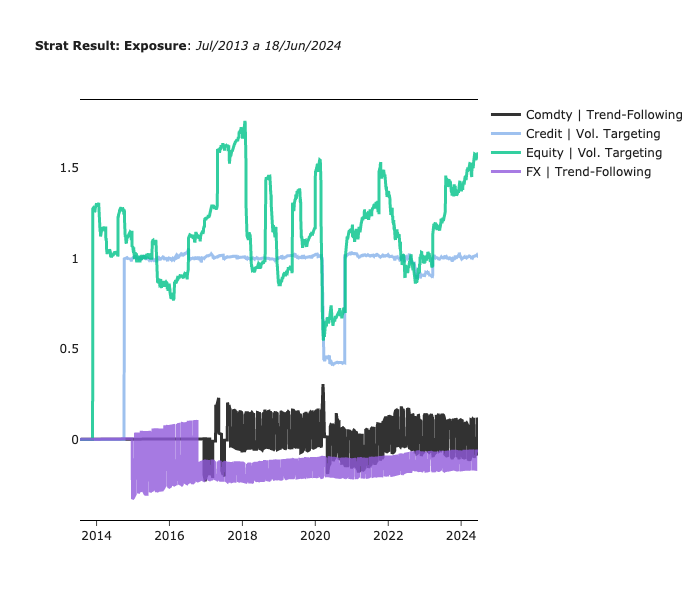 Strat Result: Exposure: Jul/2013 a 18/Jun/2024
Comdty | Trend-Following
Credit | Vol. Targeting
Equity | Vol. Targeting
FX | Trend-Following
1.5
1
0.5
0
2014 2016 2018 2020 2022 2024